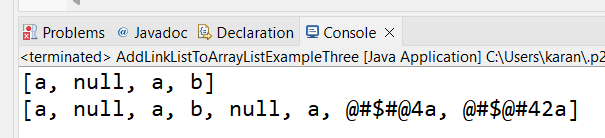 Problems @ Javadoc Declaration Console
<terminated> AddLinkListToArrayListExampleThree [Java Application] C:\Users\karan\.p2
[a, null, a, b]
[a, null, a, b, null, a, @#$#@4a, @#$@#42a]